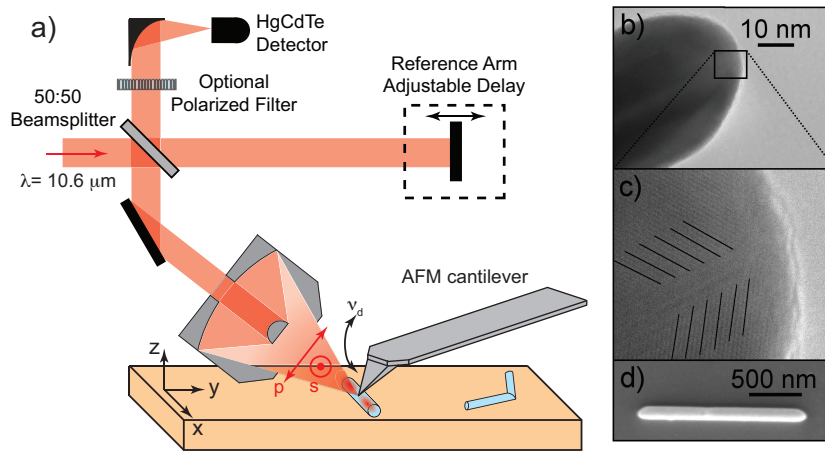 a)
HgCdTe
Detector
Optional
Polarized Filter
50:50
Beamsplitter
Reference Arm
Adjustable Delay
λ= 10.6 µm
AFM cantilever
νd
p
s
z
y
x
b)
10 nm
c)
d)
500 nm